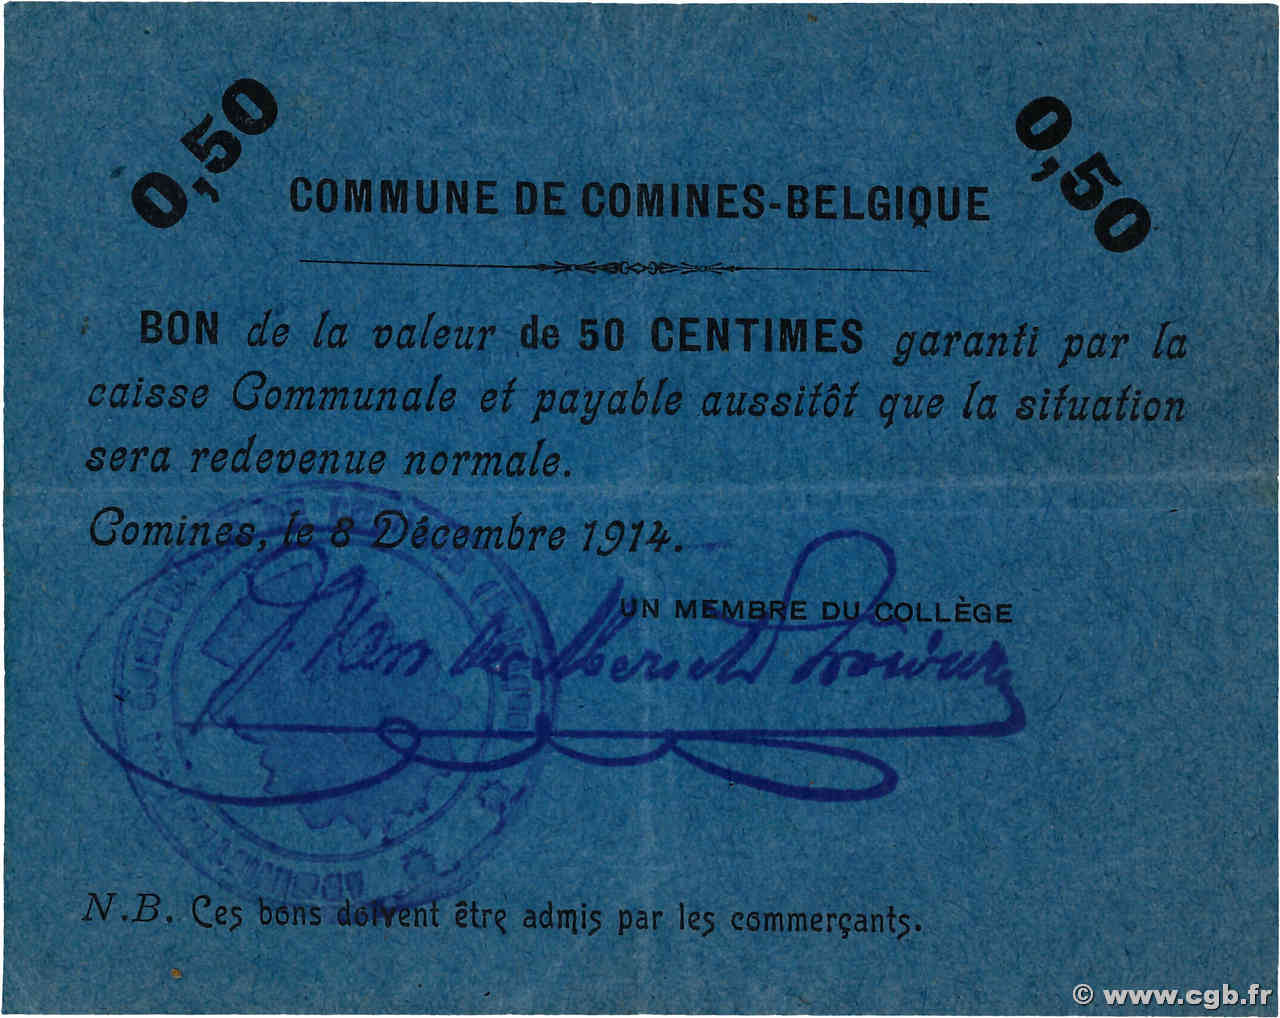 0,50
0,50
COMMUNE DE COMINES-BELGIQUE
BON de la valeur de 50 CENTIMES garanti par la
caisse Communale et payable aussitôt que la situation
sera redevenue normale.
Comines, le 8 Décembre 1914.
UN MEMBRE DU COLLÈGE
N.B. Ces bons doivent être admis par les commerçants.
© www.cgb.fr